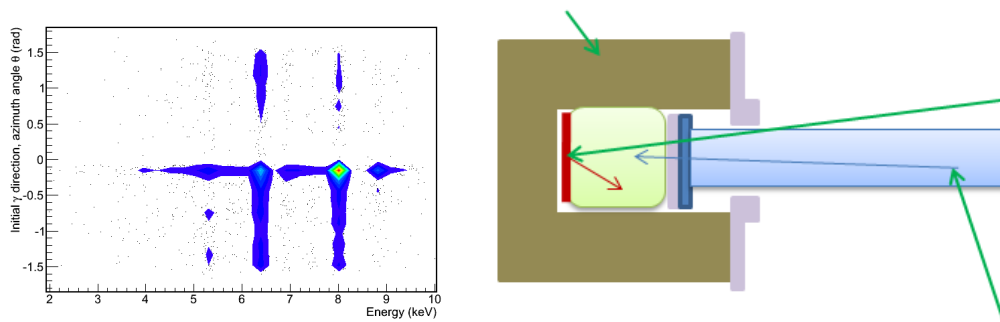 Initial γ direction, azimuth angle θ (rad)
1.5
1
0.5
0
-0.5
-1
-1.5
2 3 4 5 6 7 8 9 10
Energy (keV)